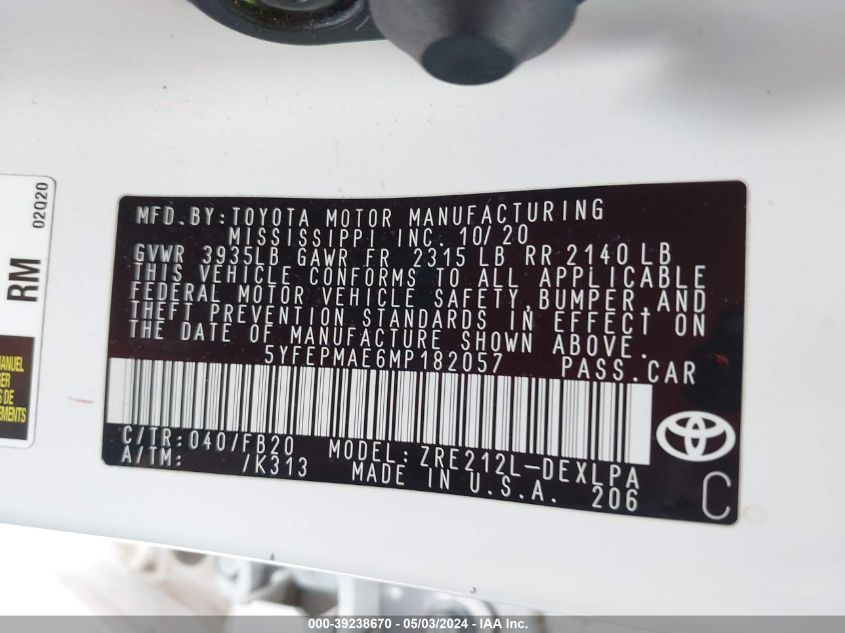 MFD. BY: TOYOTA MOTOR MANUFACTURING
MISSISSIPPI INC. 10/20
GVWR 3935LB GAWR FR 2315 LB RR 2140 LB
THIS VEHICLE CONFORMS TO ALL APPLICABLE
FEDERAL MOTOR VEHICLE SAFETY, BUMPER, AND
THEFT PREVENTION STANDARDS IN EFFECT ON
THE DATE OF MANUFACTURE SHOWN ABOVE.
5YFEPMAE6MP182057 PASS. CAR
C/TR: 040/FB20 MODEL: ZRE212L-DEXLPA
A/TM: /K313 MADE IN U.S.A. 206
C
RM 02020
MANUEL
DE
000-39238670 - 05/03/2024 - IAA Inc.